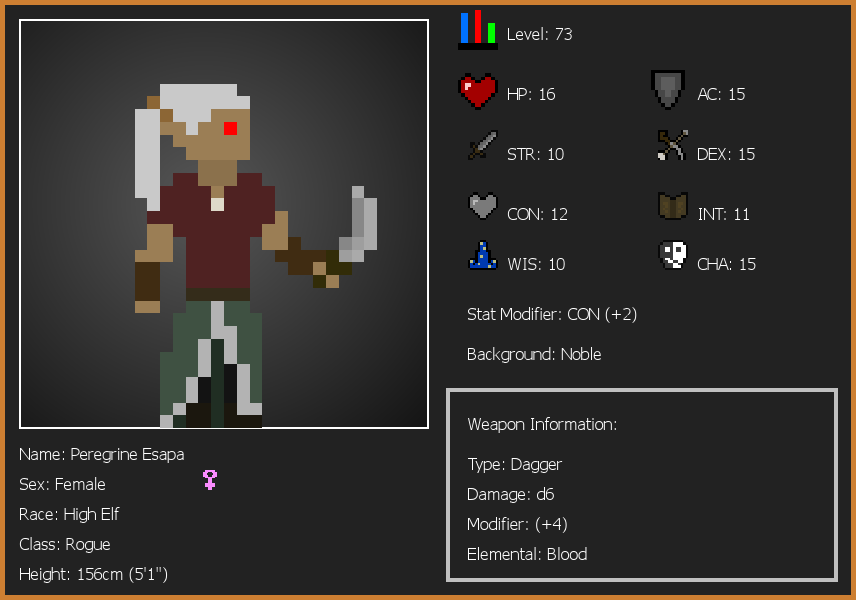 Level: 73
HP: 16
AC: 15
STR: 10
DEX: 15
CON: 12
INT: 11
WIS: 10
CHA: 15
Stat Modifier: CON (+2)
Background: Noble
Weapon Information:
Type: Dagger
Damage: d6
Modifier: (+4)
Elemental: Blood
Name: Peregrine Esapa
Sex: Female
Race: High Elf
Class: Rogue
Height: 156cm (5'1")